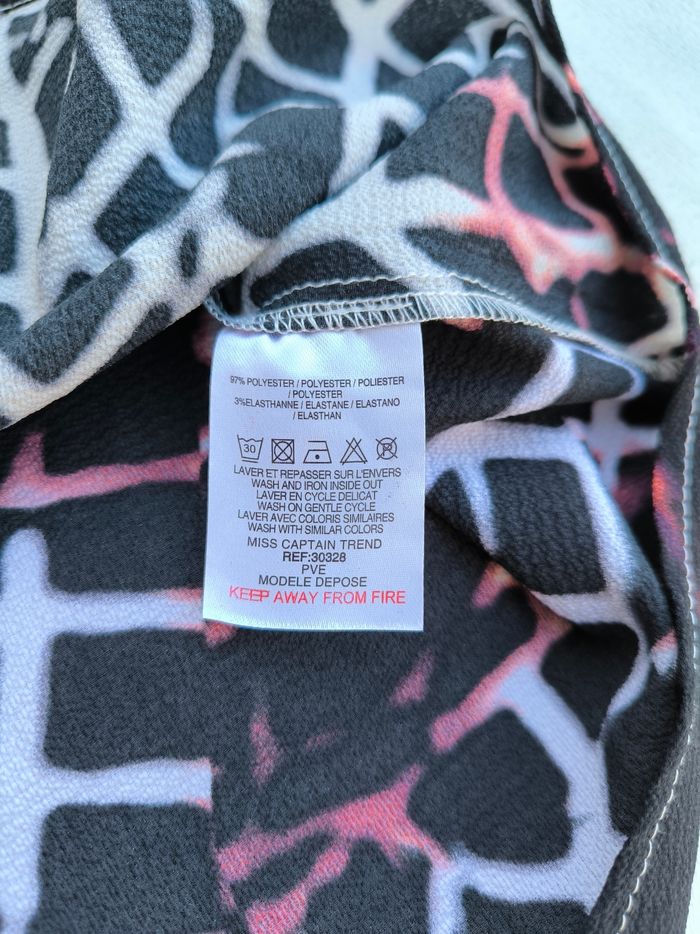 97% POLYESTER / POLYESTER / POLIESTER
/ POLYESTER
3%ELASTHANNE / ELASTANE / ELASTANO
/ ELASTHAN
30
LAVER ET REPASSER SUR L'ENVERS
WASH AND IRON INSIDE OUT
LAVER EN CYCLE DELICAT
WASH ON GENTLE CYCLE
LAVER AVEC COLORIS SIMILAIRES
WASH WITH SIMILAR COLORS
MISS CAPTAIN TREND
REF:30328
PVE
MODELE DEPOSE
KEEP AWAY FROM FIRE